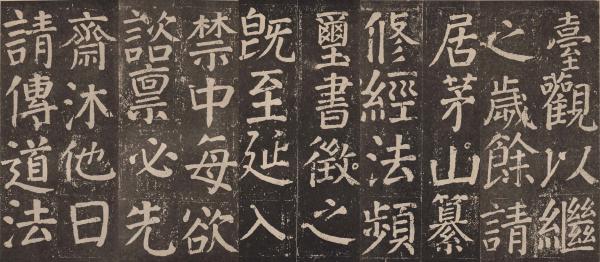 臺觀以繼
之歲餘請
居茅山纂
修經法頻
璽書徵之
既至延入
禁中每欲
諮禀必先
齋沐他日
請傳道法